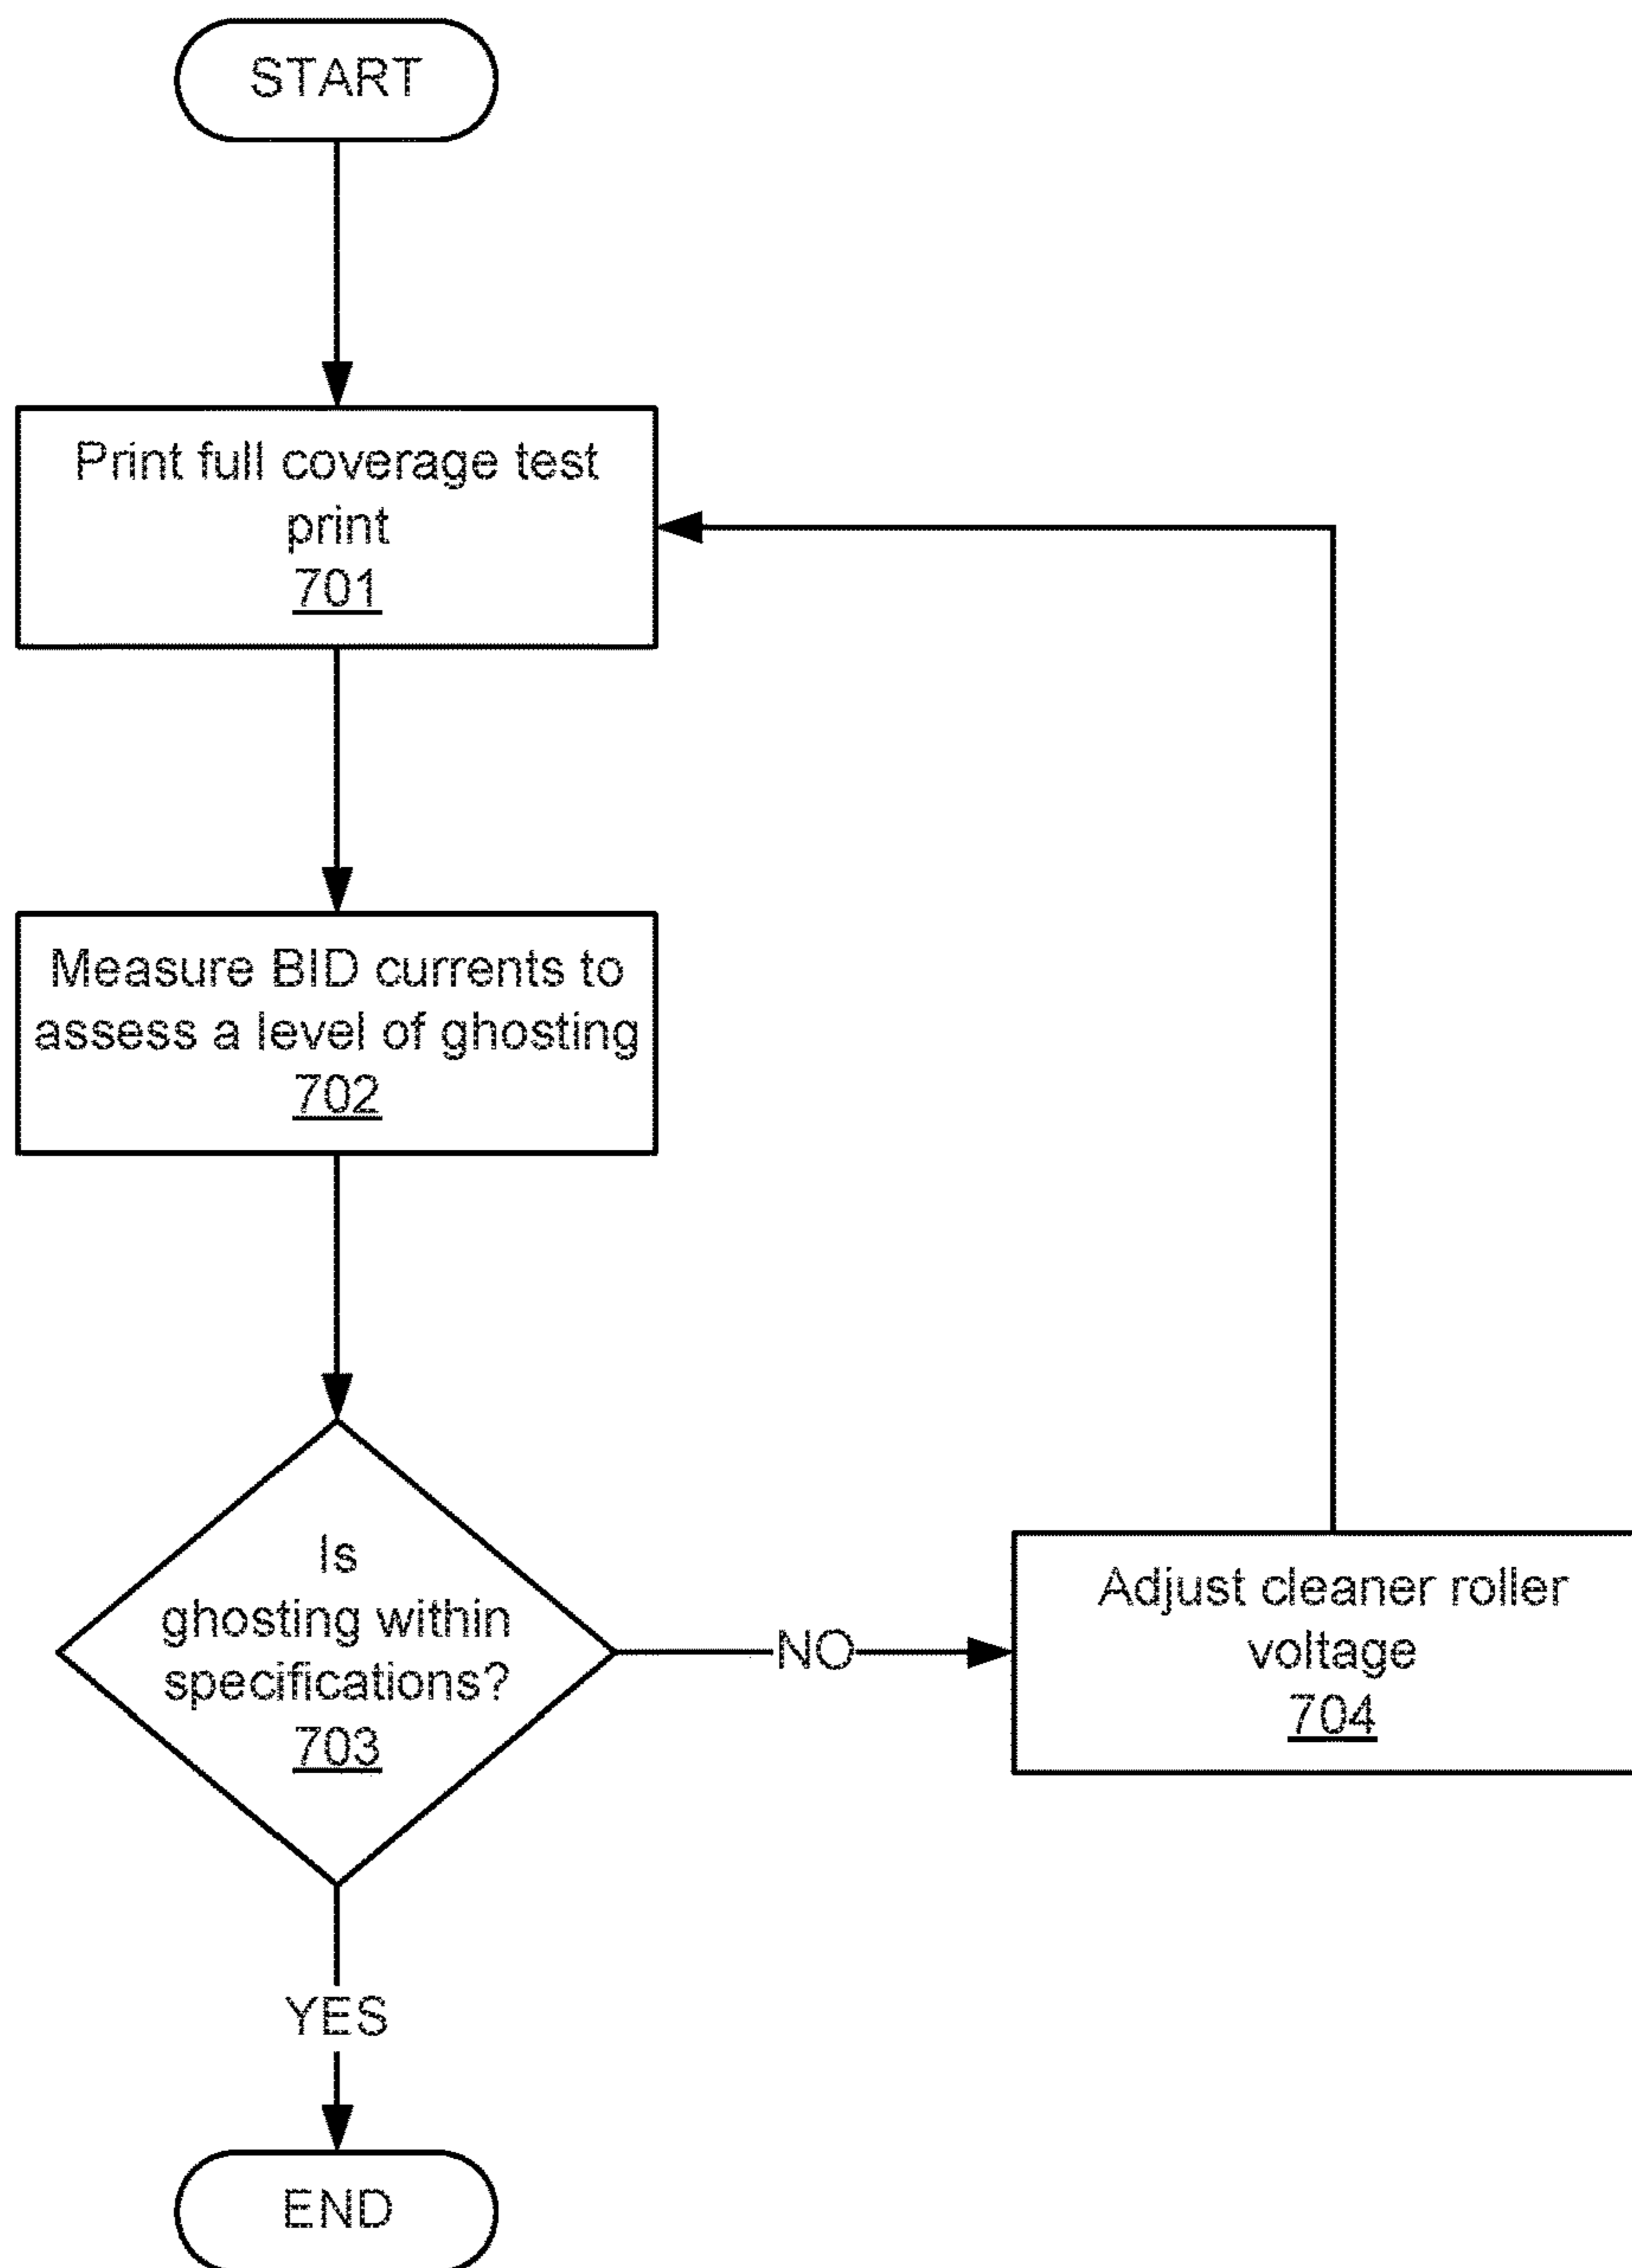 START
Print full coverage test
print
701
Measure BID currents to
assess a level of ghosting
702
Is
ghosting within
specifications?
703
NO
Adjust cleaner roller
voltage
704
YES
END